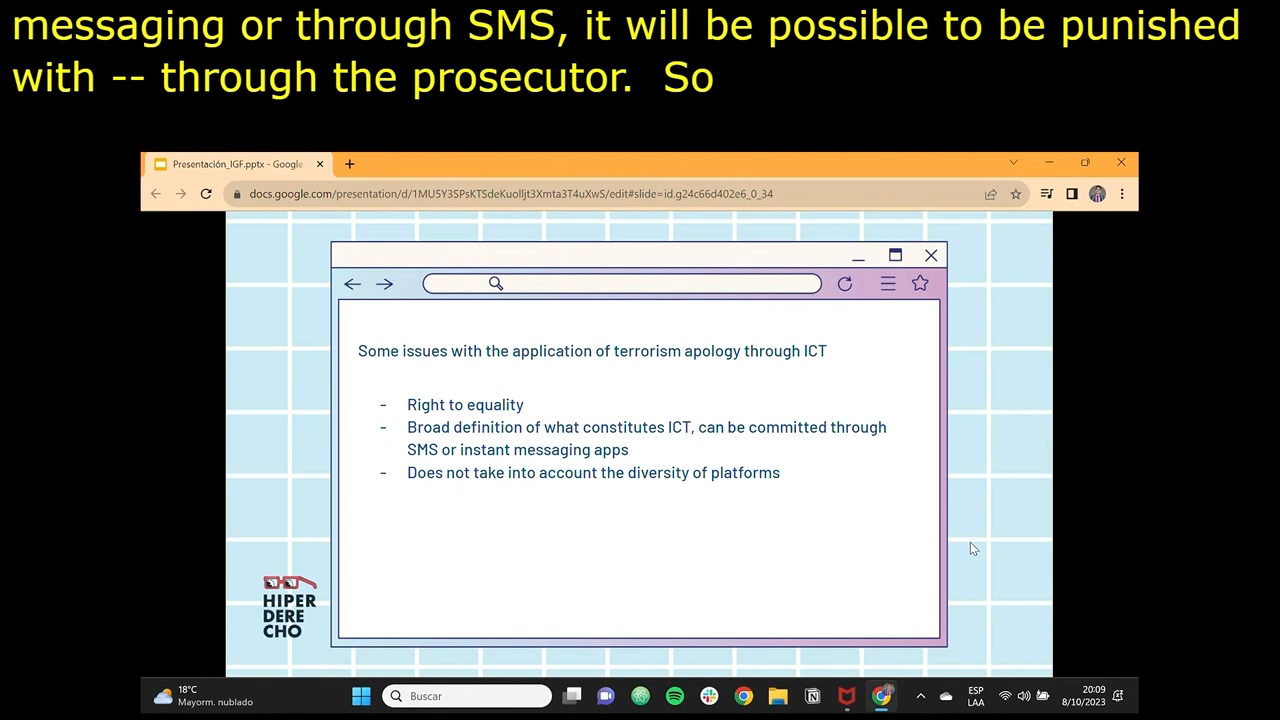 messaging or through SMS, it will be possible to be punished
with -- through the prosecutor.  So
Presentación_IGF.pptx - Google
docs.google.com/presentation/d/1MU5Y3SPsKTSdeKuolljt3Xmta3T4uXwS/edit#slide=id.g24c66d402e6_0_34
Some issues with the application of terrorism apology through ICT
- Right to equality
- Broad definition of what constitutes ICT, can be committed through
SMS or instant messaging apps
- Does not take into account the diversity of platforms
HIPER
DERE
CHO
18°C
Mayorm. nublado
Buscar
ESP
LAA
20:09
8/10/2023